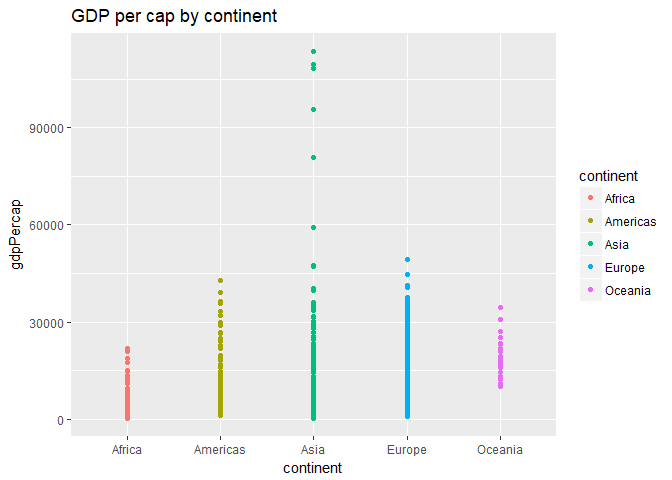 GDP per cap by continent
gdpPercap
90000
60000
30000
0
Africa Americas Asia Europe Oceania
continent
continent
Africa
Americas
Asia
Europe
Oceania